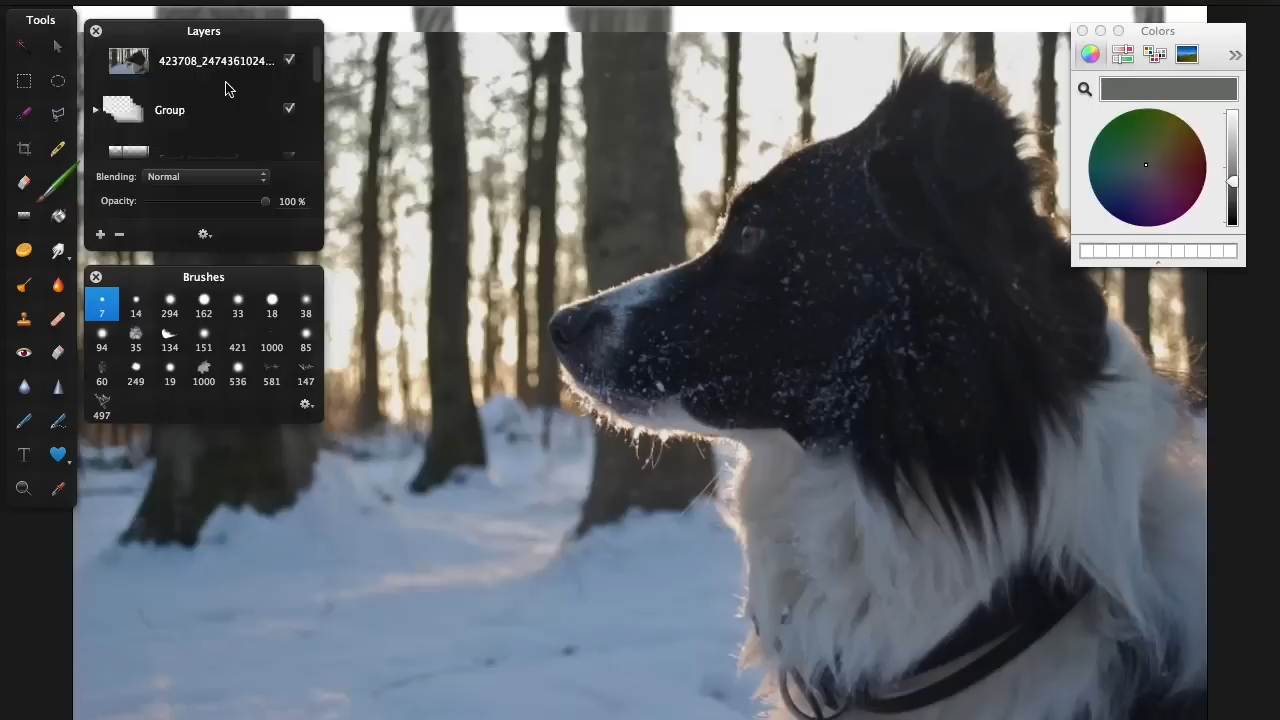 Tools
Layers
423708_2474361024...
Group
Blending: Normal
Opacity: 100 %
Brushes
7 14 294 162 33 18 38
94 35 134 151 421 1000 85
60 249 19 1000 536 581 147
497
T
Colors